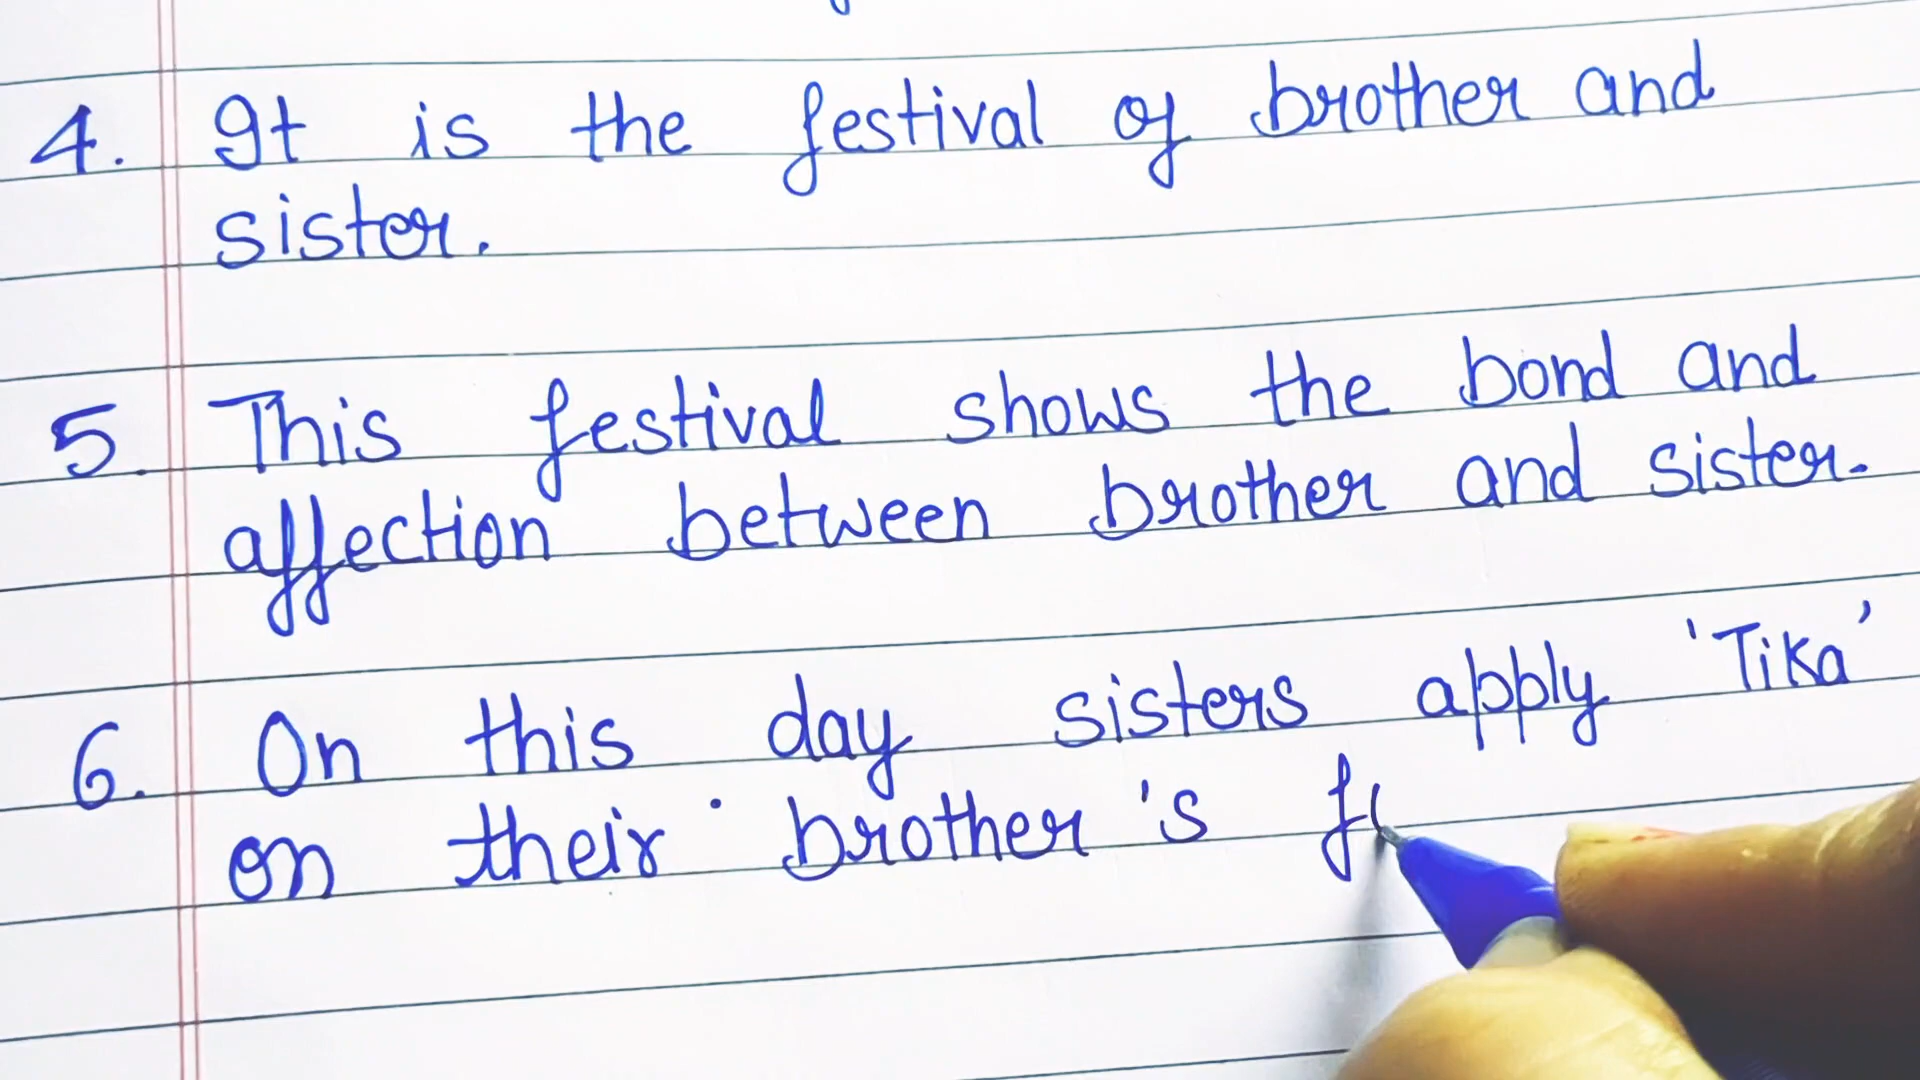 4. It is the festival of brother and
sister.
5. This festival shows the bond and
affection between brother and sister.
6. On this day sisters apply 'Tika'
on their brother's